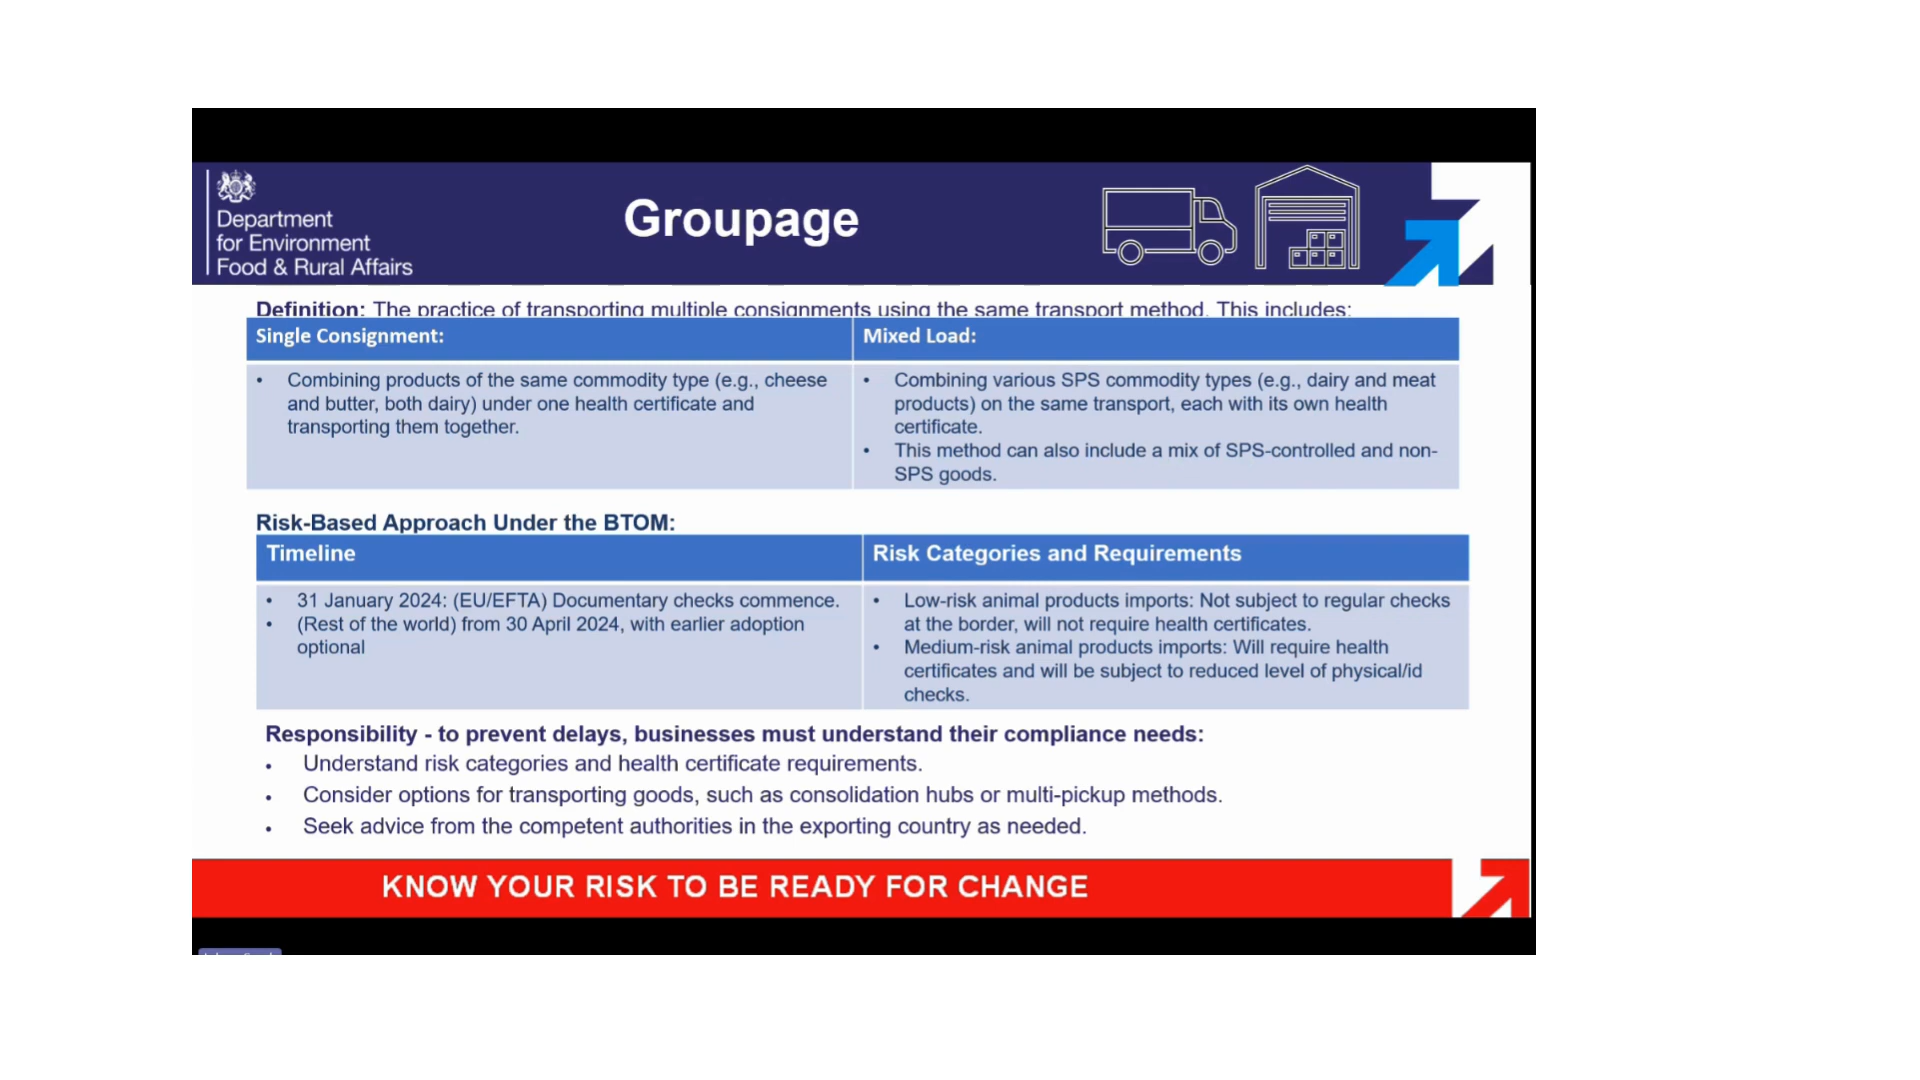 Department
for Environment
Food & Rural Affairs
Groupage
Definition: The practice of transporting multiple consignments using the same transport method. This includes:
Single Consignment:
• Combining products of the same commodity type (e.g., cheese
and butter, both dairy) under one health certificate and
transporting them together.
Mixed Load:
• Combining various SPS commodity types (e.g., dairy and meat
products) on the same transport, each with its own health
certificate.
• This method can also include a mix of SPS-controlled and non-
SPS goods.
Risk-Based Approach Under the BTOM:
Timeline
• 31 January 2024: (EU/EFTA) Documentary checks commence.
• (Rest of the world) from 30 April 2024, with earlier adoption
optional
Risk Categories and Requirements
• Low-risk animal products imports: Not subject to regular checks
at the border, will not require health certificates.
• Medium-risk animal products imports: Will require health
certificates and will be subject to reduced level of physical/id
checks.
Responsibility - to prevent delays, businesses must understand their compliance needs:
• Understand risk categories and health certificate requirements.
• Consider options for transporting goods, such as consolidation hubs or multi-pickup methods.
• Seek advice from the competent authorities in the exporting country as needed.
KNOW YOUR RISK TO BE READY FOR CHANGE